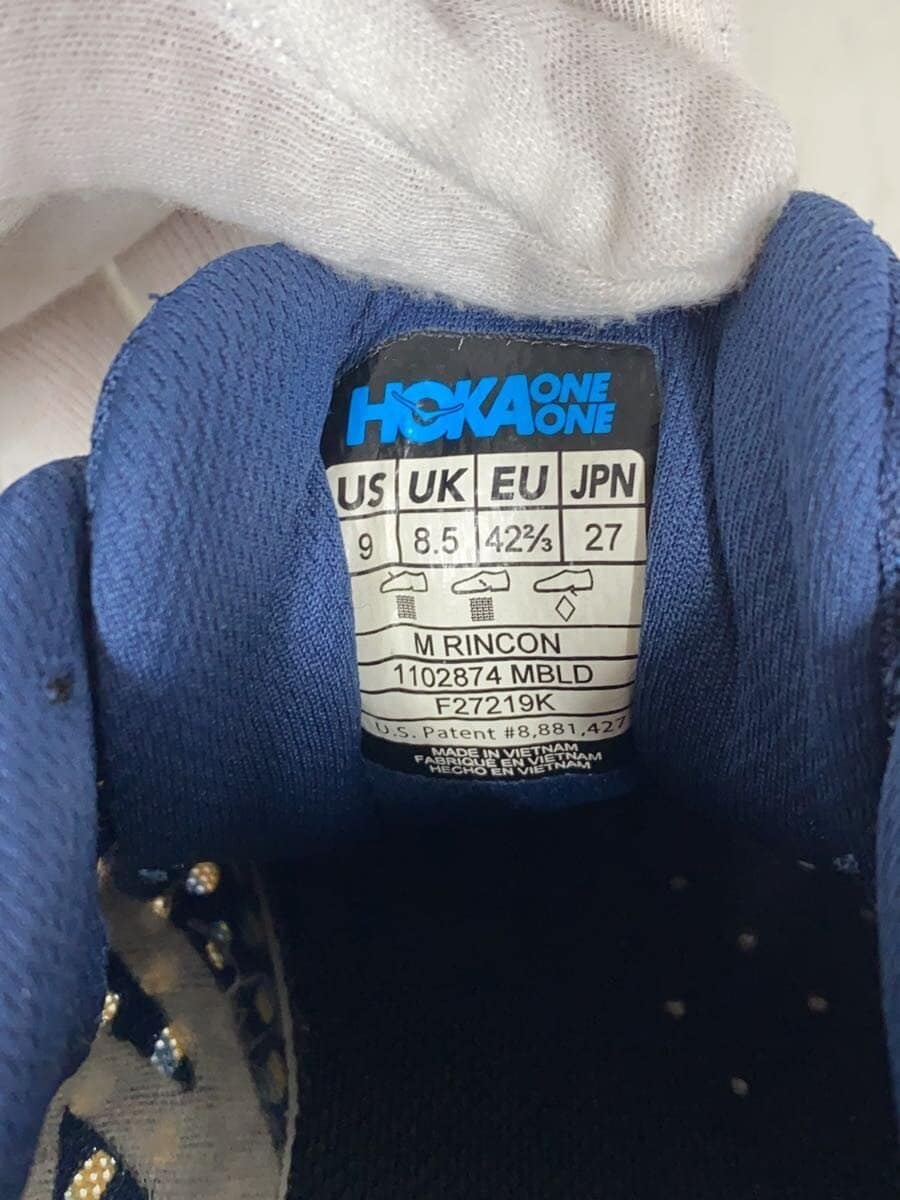 HOKA ONE ONE
US UK EU JPN
9 8.5 42⅔ 27
M RINCON
1102874 MBLD
F27219K
U.S. Patent #8,881,427
MADE IN VIETNAM
FABRIQUÉ EN VIETNAM
HECHO EN VIETNAM